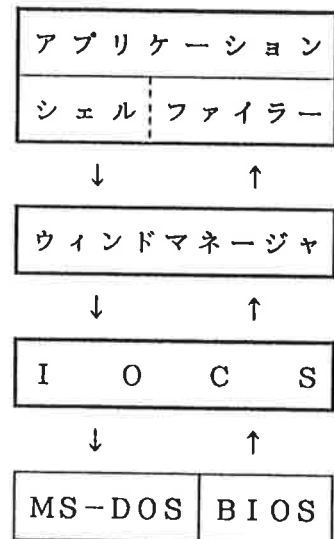 アプリケーション
シェル ファイラー
↓ ↑
ウィンドマネージャ
↓ ↑
I O C S
↓ ↑
MS-DOS BIOS